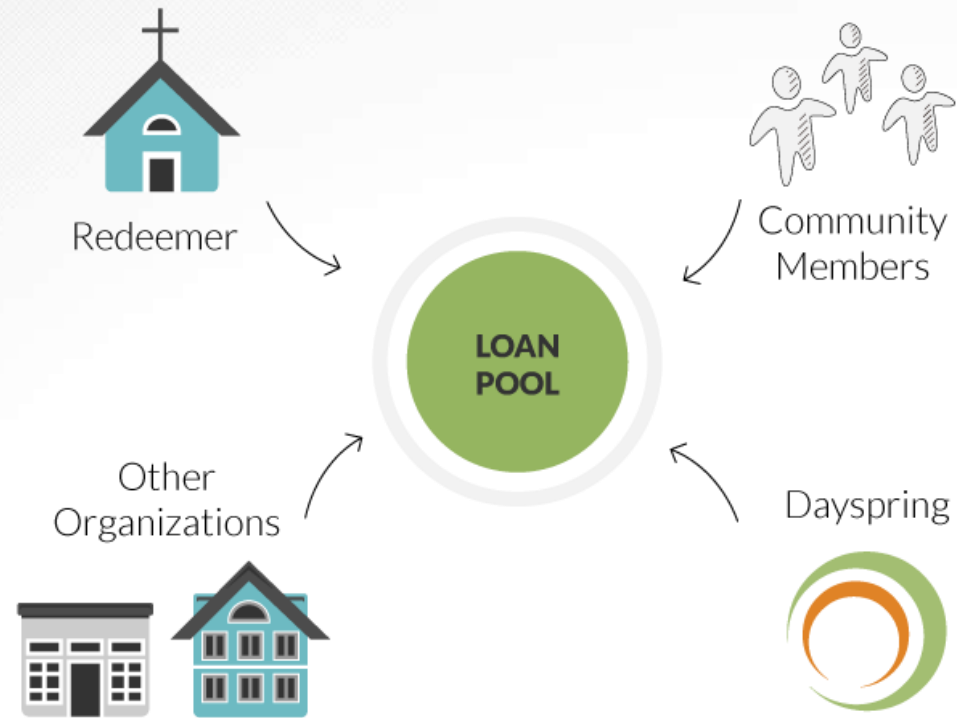 Redeemer
Community
Members
LOAN
POOL
Other
Organizations
Dayspring